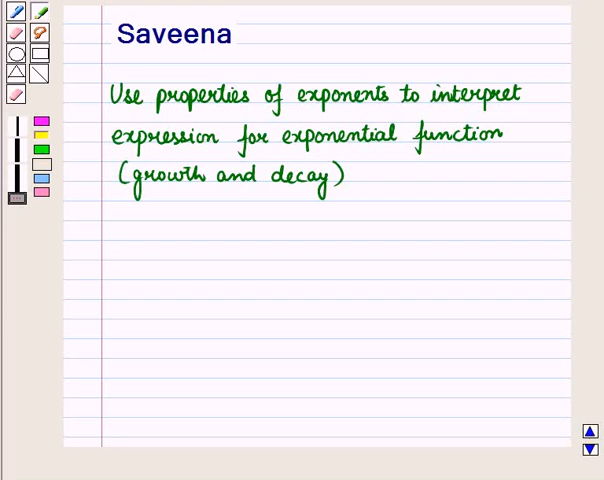 Saveena
Use properties of exponents to interpret
expression for exponential function
(growth and decay)